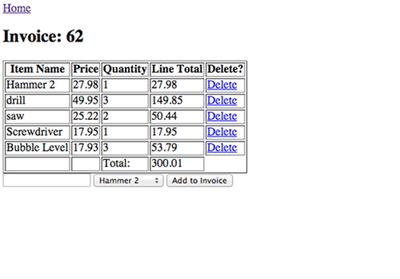 Home
Invoice: 62
Item Name Price Quantity Line Total Delete?
Hammer 2 27.98 1 27.98 Delete
drill 49.95 3 149.85 Delete
saw 25.22 2 50.44 Delete
Screwdriver 17.95 1 17.95 Delete
Bubble Level 17.93 3 53.79 Delete
Total: 300.01
Hammer 2 Add to Invoice